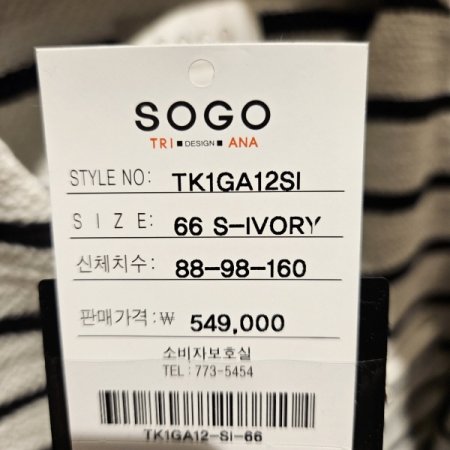 SOGO
TRI■DESIGN■ANA
STYLE NO: TK1GA12SI
SIZE: 66 S-IVORY
신체치수: 88-98-160
판매가격:₩ 549,000
소비자보호실
TEL: 773-5454
TK1GA12-SI-66